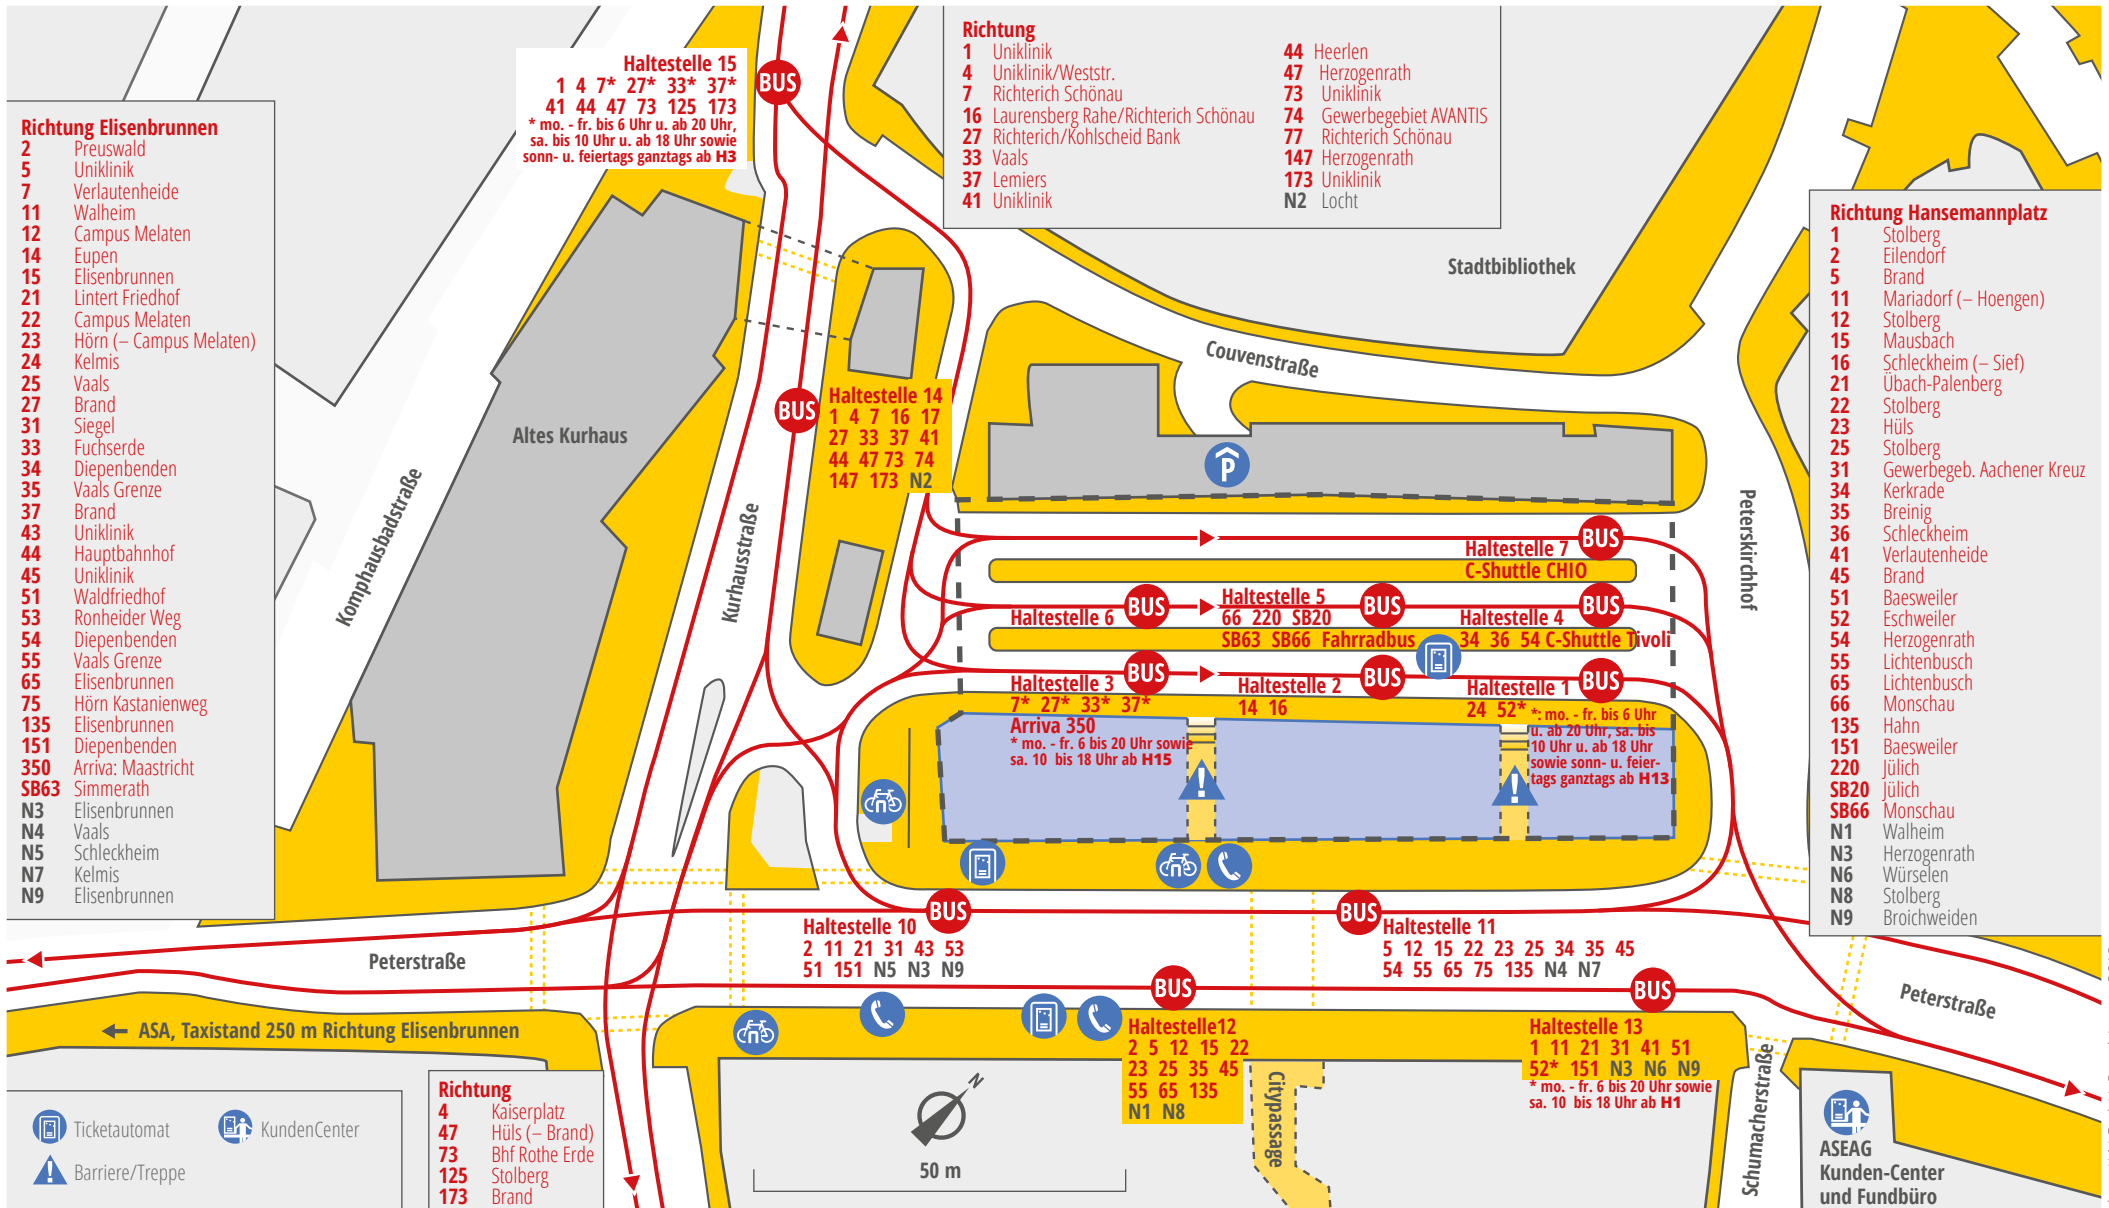 Haltestelle 15
1 4 7* 27* 33* 37*
41 44 47 73 125 173
* mo. - fr. bis 6 Uhr u. ab 20 Uhr,
sa. bis 10 Uhr u. ab 18 Uhr sowie
sonn- u. feiertags ganztags ab H3
BUS
Richtung
1 Uniklinik
4 Uniklinik/Weststr.
7 Richterich Schönau
16 Laurensberg Rahe/Richterich Schönau
27 Richterich/Kohlscheid Bank
33 Vaals
37 Lemiers
41 Uniklinik
44 Heerlen
47 Herzogenrath
73 Uniklinik
74 Gewerbegebiet AVANTIS
77 Richterich Schönau
147 Herzogenrath
173 Uniklinik
N2 Locht
Richtung Elisenbrunnen
2 Preuswald
5 Uniklinik
7 Verlautenheide
11 Walheim
12 Campus Melaten
14 Eupen
15 Elisenbrunnen
21 Lintert Friedhof
22 Campus Melaten
23 Hörn (– Campus Melaten)
24 Kelmis
25 Vaals
27 Brand
31 Siegel
33 Fuchserde
34 Diepenbenden
35 Vaals Grenze
37 Brand
43 Uniklinik
44 Hauptbahnhof
45 Uniklinik
51 Waldfriedhof
53 Ronheider Weg
54 Diepenbenden
55 Vaals Grenze
65 Elisenbrunnen
75 Hörn Kastanienweg
135 Elisenbrunnen
151 Diepenbenden
350 Arriva: Maastricht
SB63 Simmerath
N3 Elisenbrunnen
N4 Vaals
N5 Schleckheim
N7 Kelmis
N9 Elisenbrunnen
Richtung Hansemannplatz
1 Stolberg
2 Eilendorf
5 Brand
11 Mariadorf (– Hoengen)
12 Stolberg
15 Mausbach
16 Schleckheim (– Sief)
21 Übach-Palenberg
22 Stolberg
23 Hüls
25 Stolberg
31 Gewerbegeb. Aachener Kreuz
34 Kerkrade
35 Breinig
36 Schleckheim
41 Verlautenheide
45 Brand
51 Baesweiler
52 Eschweiler
54 Herzogenrath
55 Lichtenbusch
65 Lichtenbusch
66 Monschau
135 Hahn
151 Baesweiler
220 Jülich
SB20 Jülich
SB66 Monschau
N1 Walheim
N3 Herzogenrath
N6 Würselen
N8 Stolberg
N9 Broichweiden
Stadtbibliothek
Couvenstraße
Altes Kurhaus
Komphausbadstraße
Kurhausstraße
Peterskirchhof
BUS
Haltestelle 14
1 4 7 16 17
27 33 37 41
44 47 73 74
147 173 N2
P
BUS
Haltestelle 7
C-Shuttle CHIO
Haltestelle 6
BUS
Haltestelle 5
66 220 SB20
SB63 SB66 Fahrradbus
BUS
Haltestelle 4
34 36 54 C-Shuttle Tivoli
BUS
Haltestelle 3
7* 27* 33* 37*
Arriva 350
* mo. - fr. 6 bis 20 Uhr sowie
sa. 10 bis 18 Uhr ab H15
BUS
Haltestelle 2
14 16
BUS
Haltestelle 1
24 52*
*: mo. - fr. bis 6 Uhr
u. ab 20 Uhr, sa. bis
10 Uhr u. ab 18 Uhr
sowie sonn- u. feier-
tags ganztags ab H13
BUS
!
!
BUS
Haltestelle 10
2 11 21 31 43 53
51 151 N5 N3 N9
BUS
Haltestelle 11
5 12 15 22 23 25 34 35 45
54 55 65 75 135 N4 N7
Peterstraße
Peterstraße
BUS
Haltestelle12
2 5 12 15 22
23 25 35 45
55 65 135
N1 N8
BUS
Haltestelle 13
1 11 21 31 41 51
52* 151 N3 N6 N9
* mo. - fr. 6 bis 20 Uhr sowie
sa. 10 bis 18 Uhr ab H1
ASA, Taxistand 250 m Richtung Elisenbrunnen
Richtung
4 Kaiserplatz
47 Hüls (– Brand)
73 Bhf Rothe Erde
125 Stolberg
173 Brand
Ticketautomat
KundenCenter
!
Barriere/Treppe
N
50 m
Citypassage
Schumacherstraße
ASEAG
Kunden-Center
und Fundbüro